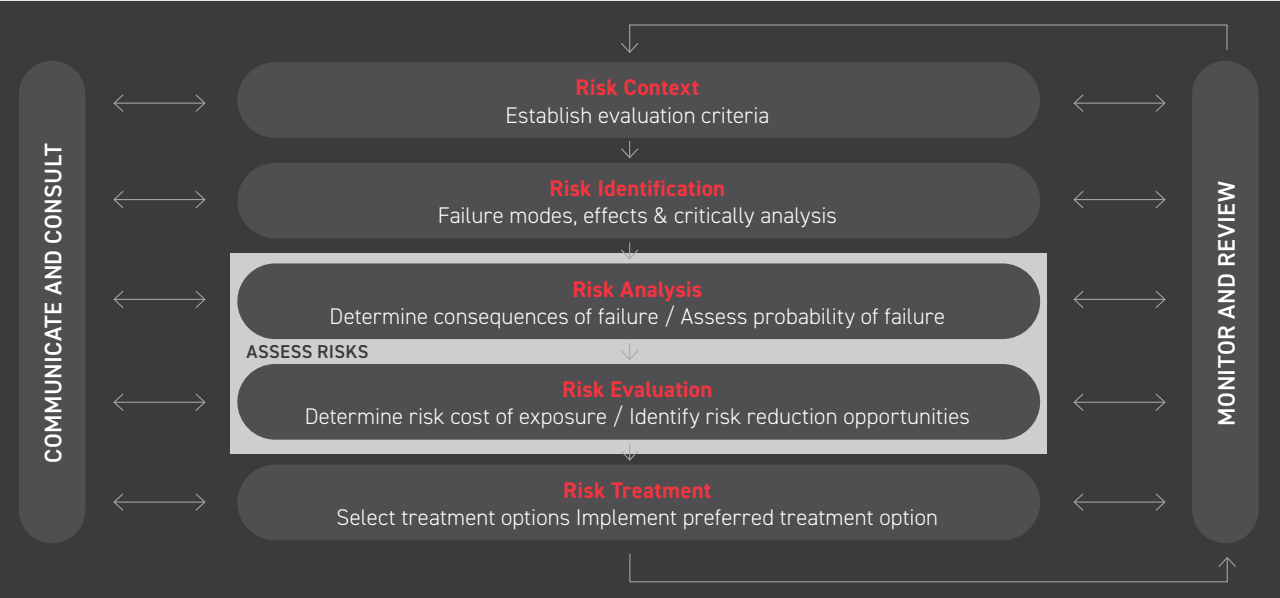 COMMUNICATE AND CONSULT
Risk Context
Establish evaluation criteria
Risk Identification
Failure modes, effects & critically analysis
Risk Analysis
Determine consequences of failure / Assess probability of failure
ASSESS RISKS
Risk Evaluation
Determine risk cost of exposure / Identify risk reduction opportunities
Risk Treatment
Select treatment options Implement preferred treatment option
MONITOR AND REVIEW